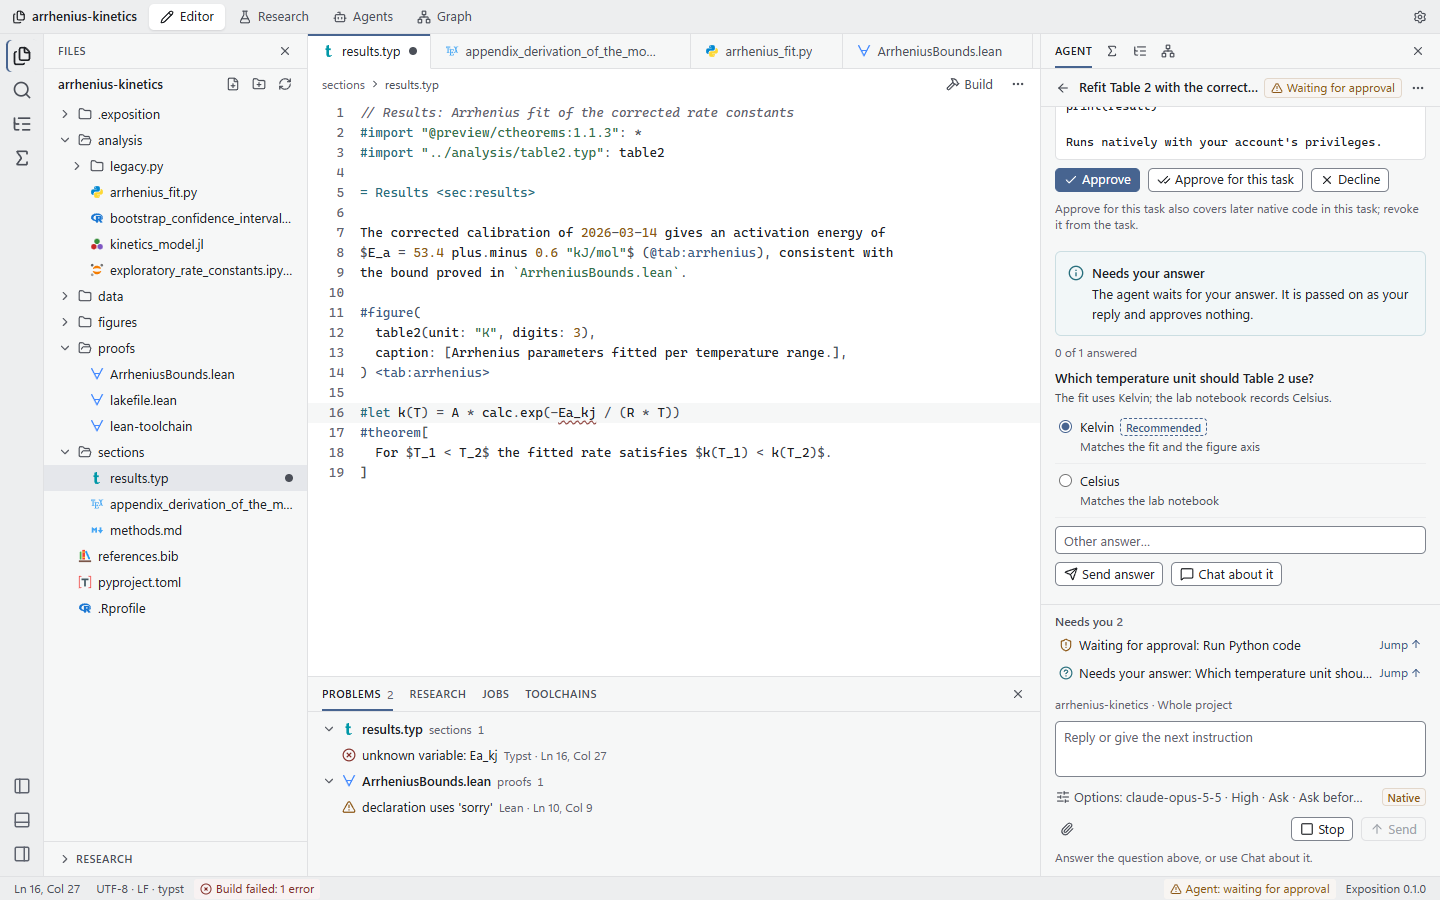 arrhenius-kinetics
Editor
Research
Agents
Graph
FILES
arrhenius-kinetics
.exposition
analysis
legacy.py
arrhenius_fit.py
bootstrap_confidence_interval...
kinetics_model.jl
exploratory_rate_constants.ipy...
data
figures
proofs
ArrheniusBounds.lean
lakefile.lean
lean-toolchain
sections
results.typ
appendix_derivation_of_the_m...
methods.md
references.bib
pyproject.toml
.Rprofile
RESEARCH
results.typ
appendix_derivation_of_the_mo...
arrhenius_fit.py
ArrheniusBounds.lean
sections > results.typ
Build
1 // Results: Arrhenius fit of the corrected rate constants
2 #import "@preview/ctheorems:1.1.3": *
3 #import "../analysis/table2.typ": table2
4
5 = Results <sec:results>
6
7 The corrected calibration of 2026-03-14 gives an activation energy of
8 $E_a = 53.4 plus.minus 0.6 "kJ/mol"$ (@tab:arrhenius), consistent with
9 the bound proved in `ArrheniusBounds.lean`.
10
11 #figure(
12 table2(unit: "K", digits: 3),
13 caption: [Arrhenius parameters fitted per temperature range.],
14 ) <tab:arrhenius>
15
16 #let k(T) = A * calc.exp(-Ea_kj / (R * T))
17 #theorem[
18 For $T_1 < T_2$ the fitted rate satisfies $k(T_1) < k(T_2)$.
19 ]
PROBLEMS 2
RESEARCH
JOBS
TOOLCHAINS
results.typ sections 1
unknown variable: Ea_kj Typst · Ln 16, Col 27
ArrheniusBounds.lean proofs 1
declaration uses 'sorry' Lean · Ln 10, Col 9
AGENT
Refit Table 2 with the correct...
Waiting for approval
print(result)
Runs natively with your account's privileges.
Approve
Approve for this task
Decline
Approve for this task also covers later native code in this task; revoke
it from the task.
Needs your answer
The agent waits for your answer. It is passed on as your
reply and approves nothing.
0 of 1 answered
Which temperature unit should Table 2 use?
The fit uses Kelvin; the lab notebook records Celsius.
Kelvin Recommended
Matches the fit and the figure axis
Celsius
Matches the lab notebook
Other answer...
Send answer
Chat about it
Needs you 2
Waiting for approval: Run Python code Jump ↑
Needs your answer: Which temperature unit shou... Jump ↑
arrhenius-kinetics · Whole project
Reply or give the next instruction
Options: claude-opus-5-5 · High · Ask · Ask befor... Native
Stop
Send
Answer the question above, or use Chat about it.
Ln 16, Col 27
UTF-8 · LF · typst
Build failed: 1 error
Agent: waiting for approval
Exposition 0.1.0